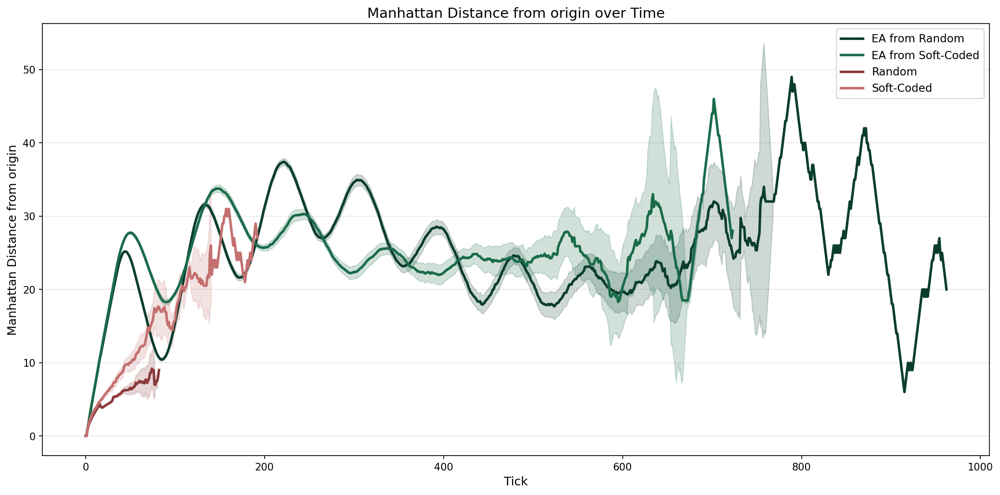 Manhattan Distance from origin over Time
EA from Random
EA from Soft-Coded
Random
Soft-Coded
Manhattan Distance from origin
50
40
30
20
10
0
0 200 400 600 800 1000
Tick